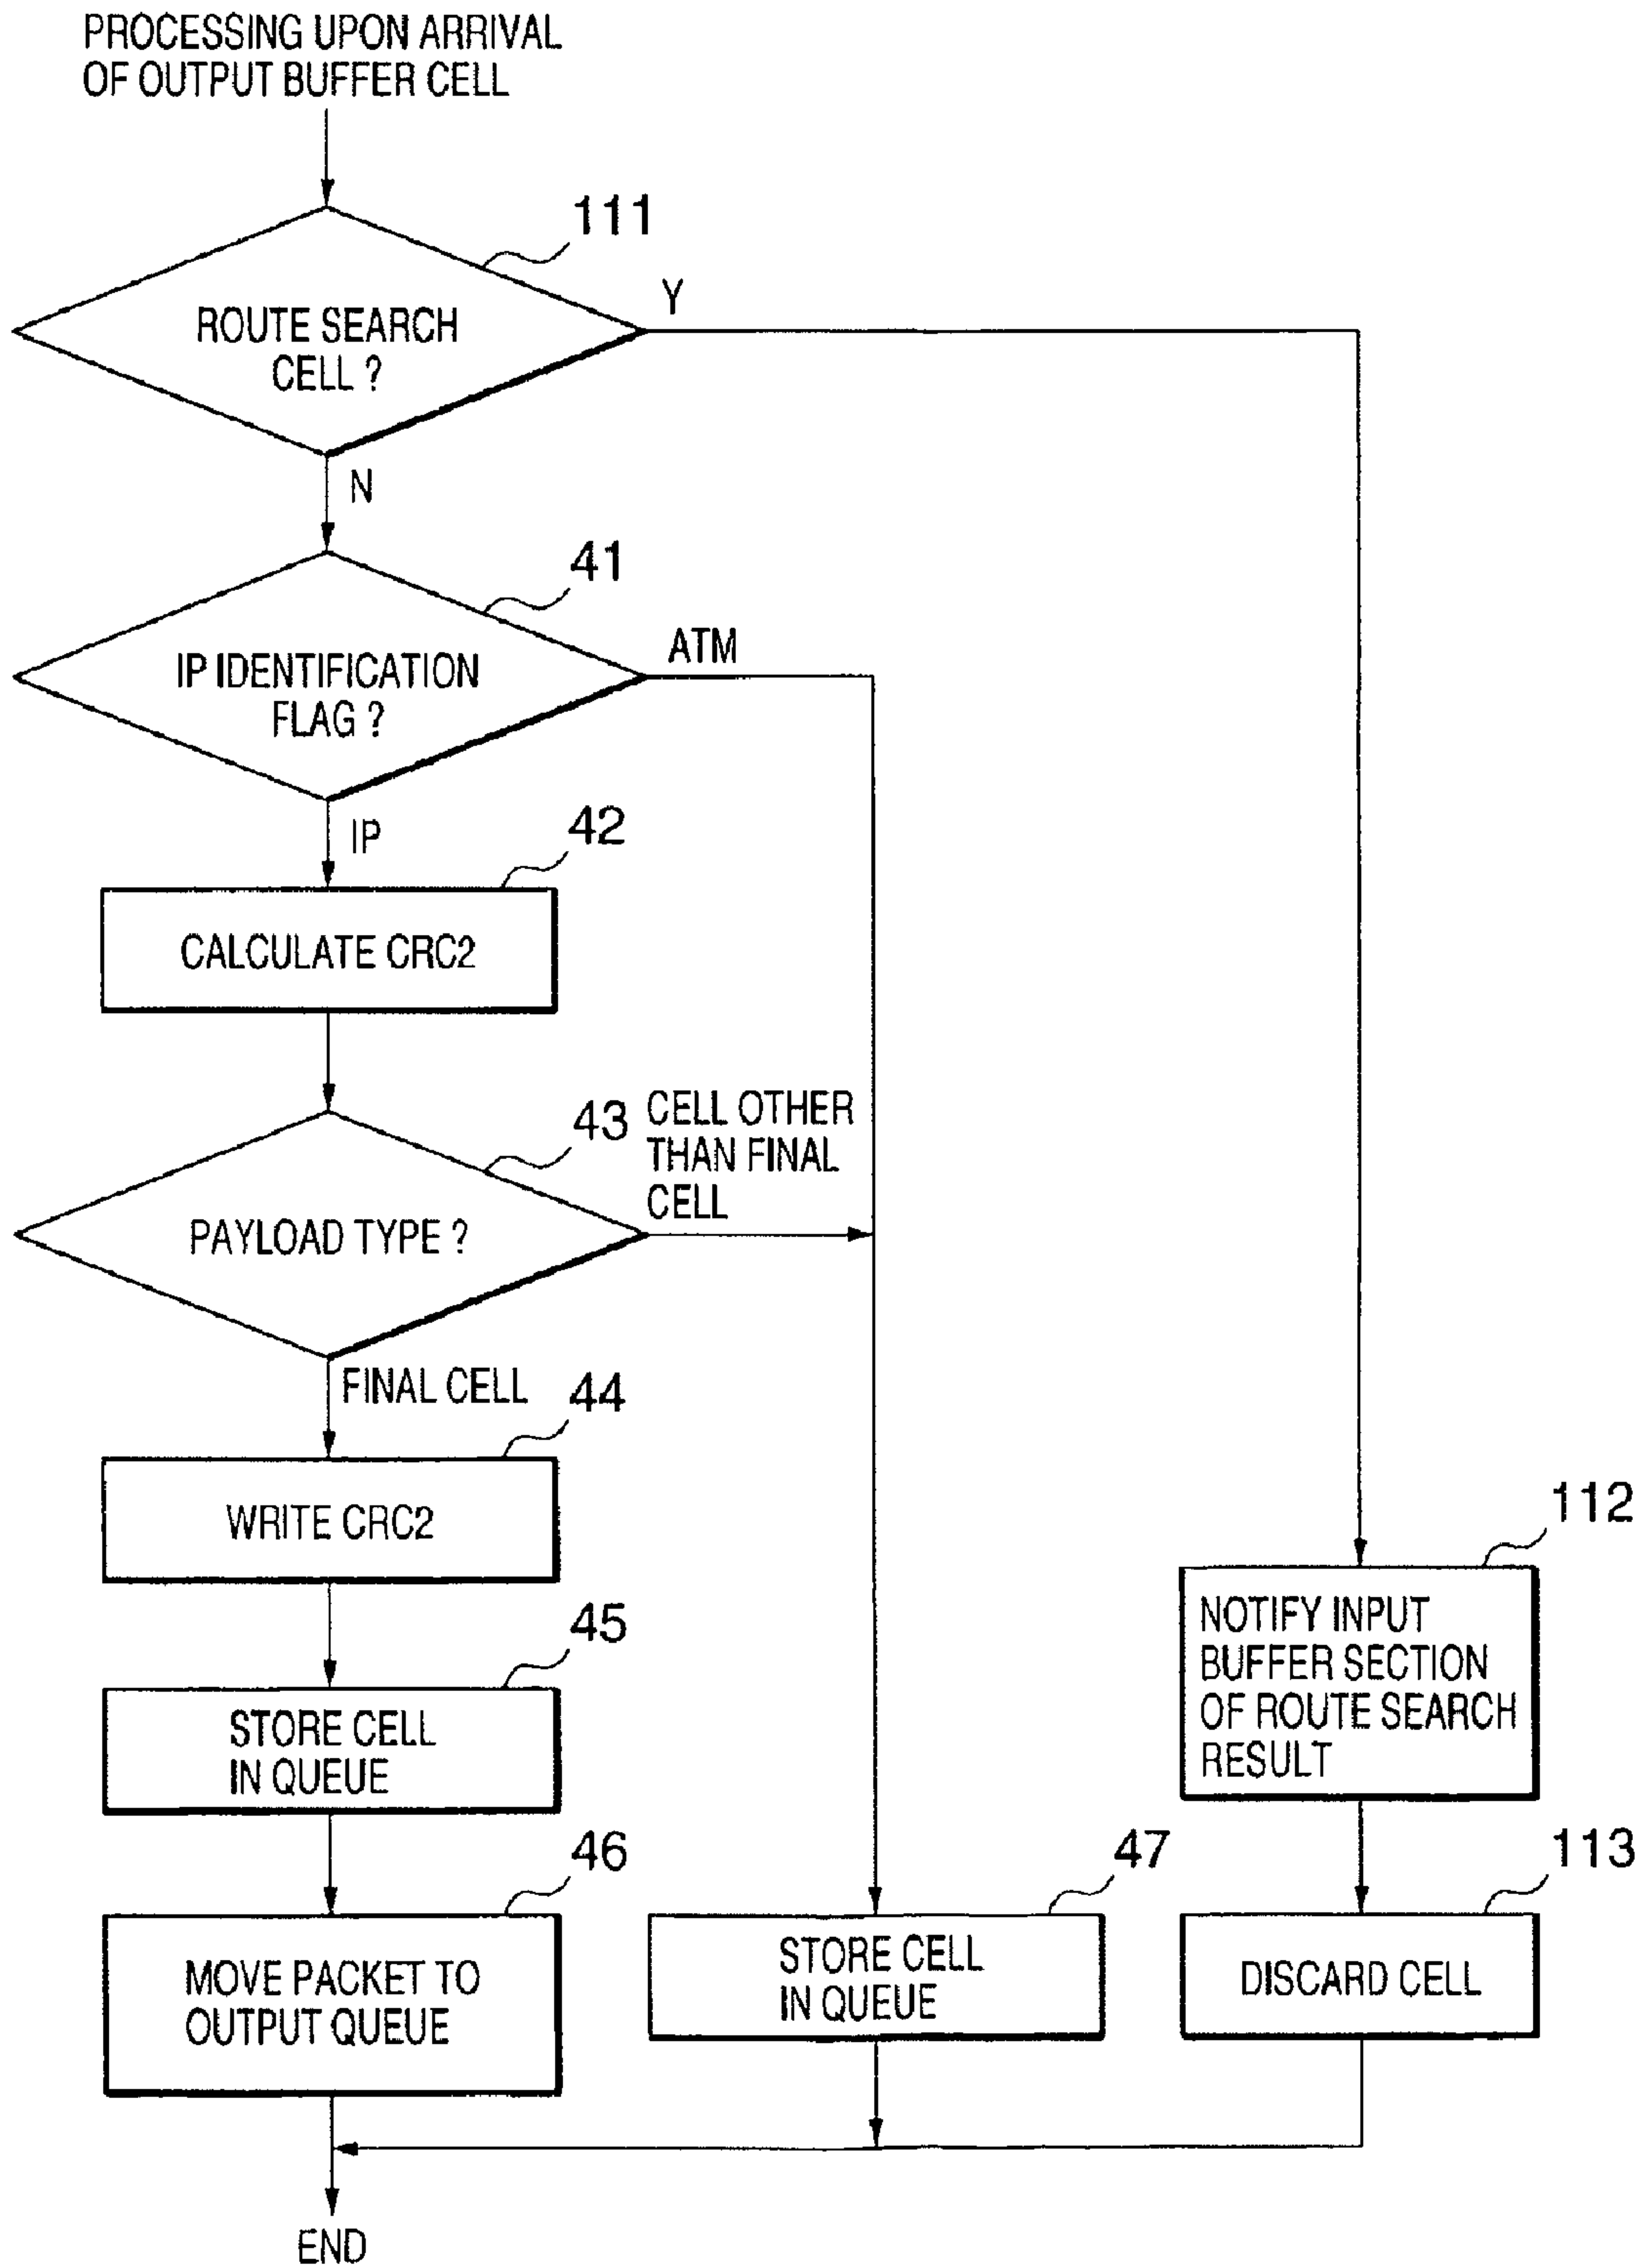 PROCESSING UPON ARRIVAL
OF OUTPUT BUFFER CELL
111
ROUTE SEARCH
CELL ?
Y
N
41
IP IDENTIFICATION
FLAG ?
ATM
IP
42
CALCULATE CRC2
43
CELL OTHER
THAN FINAL
CELL
PAYLOAD TYPE ?
FINAL CELL
44
WRITE CRC2
45
STORE CELL
IN QUEUE
46
MOVE PACKET TO
OUTPUT QUEUE
47
STORE CELL
IN QUEUE
112
NOTIFY INPUT
BUFFER SECTION
OF ROUTE SEARCH
RESULT
113
DISCARD CELL
END